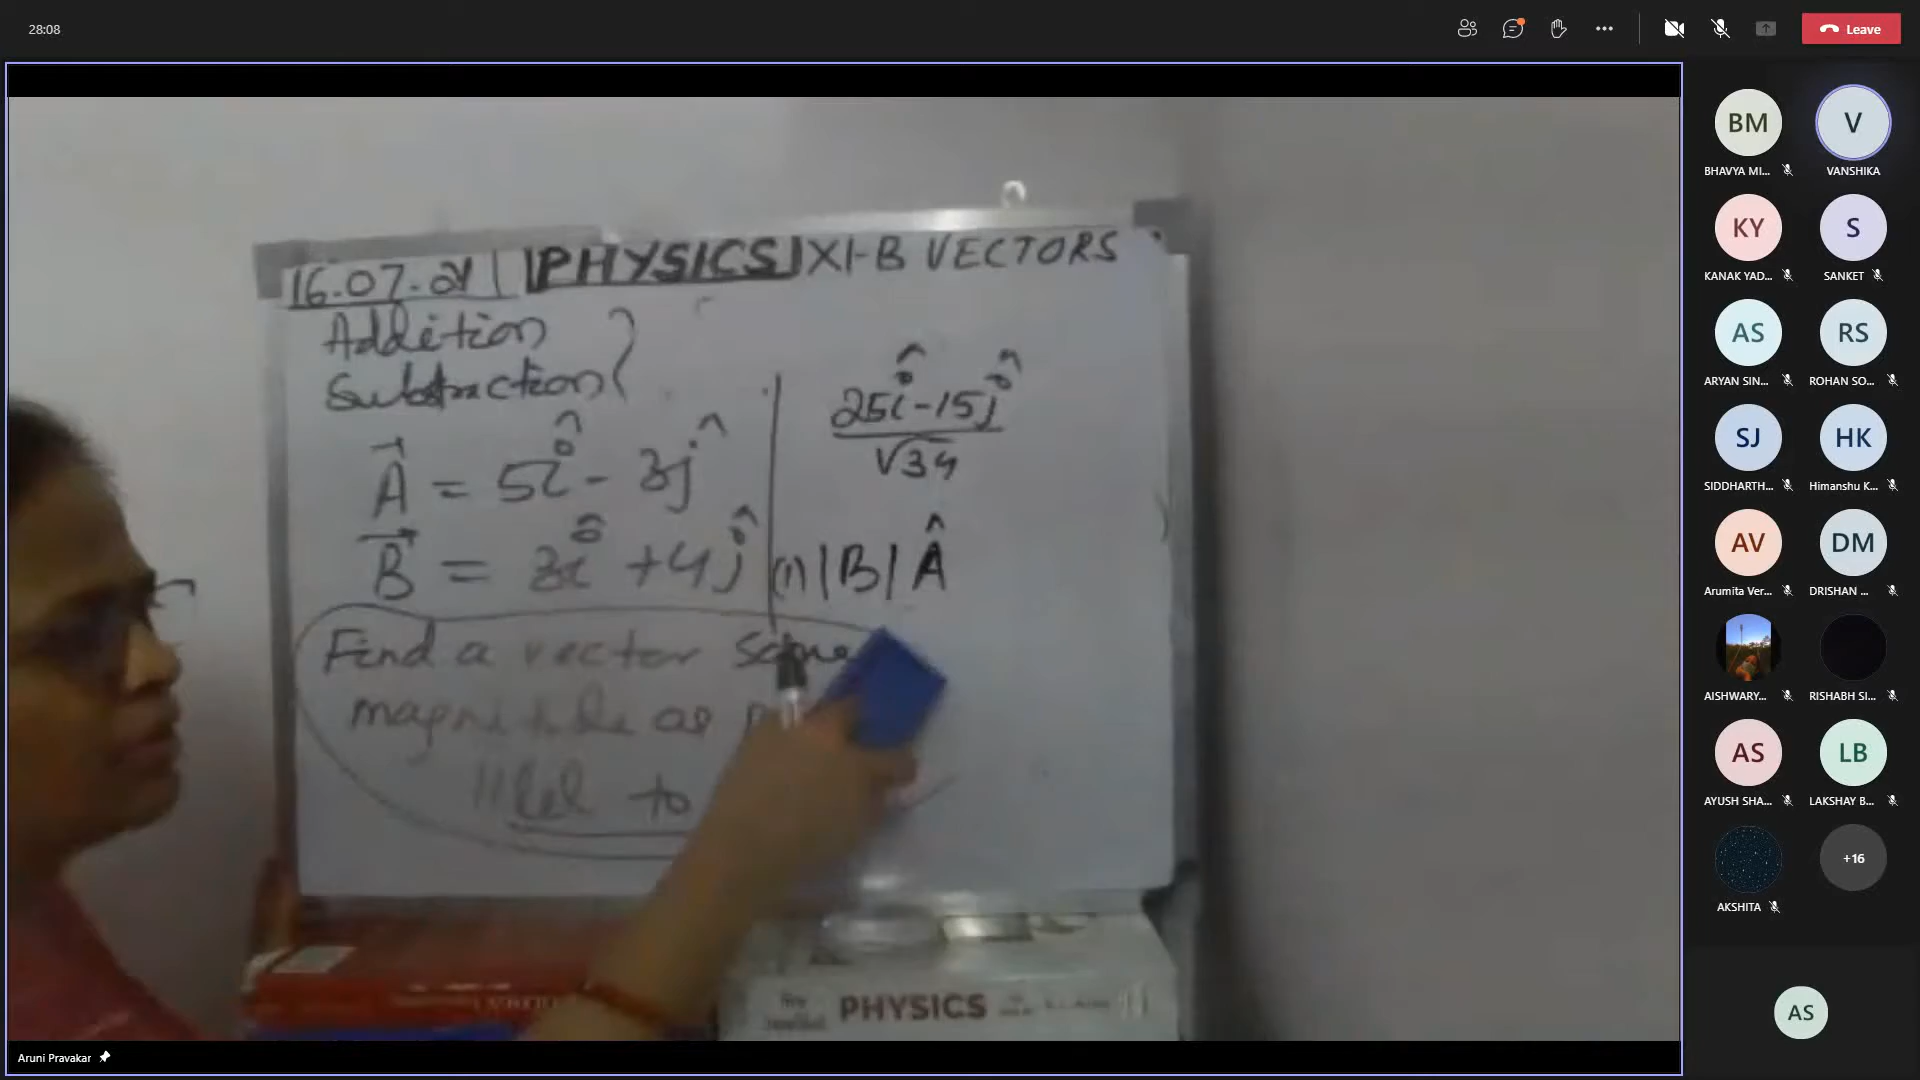 28:08
Leave
16.07.21 PHYSICS XI-B VECTORS
Addition
Subtraction
A⃗ = 5î - 3ĵ
B⃗ = 3î + 4ĵ
25î - 15ĵ
√34
(1) |B| Â
Find a vector same
magnitude as
||lel to
PHYSICS
BM
BHAVYA MI...
V
VANSHIKA
KY
KANAK YAD...
S
SANKET
AS
ARYAN SIN...
RS
ROHAN SO...
SJ
SIDDHARTH...
HK
Himanshu K...
AV
Arumita Ver...
DM
DRISHAN ...
AISHWARY...
RISHABH SI...
AS
AYUSH SHA...
LB
LAKSHAY B...
AKSHITA
+16
AS
Aruni Pravakar